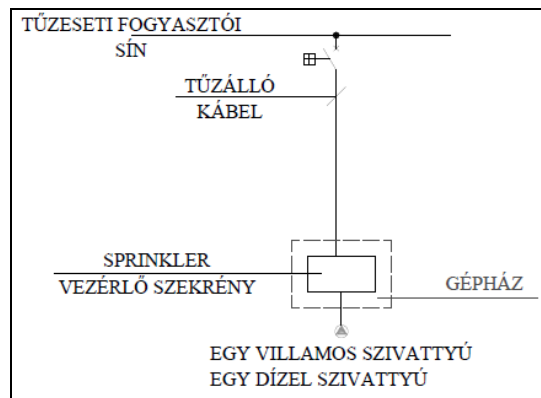 TŰZESETI FOGYASZTÓI
SÍN
TŰZÁLLÓ
KÁBEL
SPRINKLER
VEZÉRLŐ SZEKRÉNY
GÉPHÁZ
EGY VILLAMOS SZIVATTYÚ
EGY DÍZEL SZIVATTYÚ